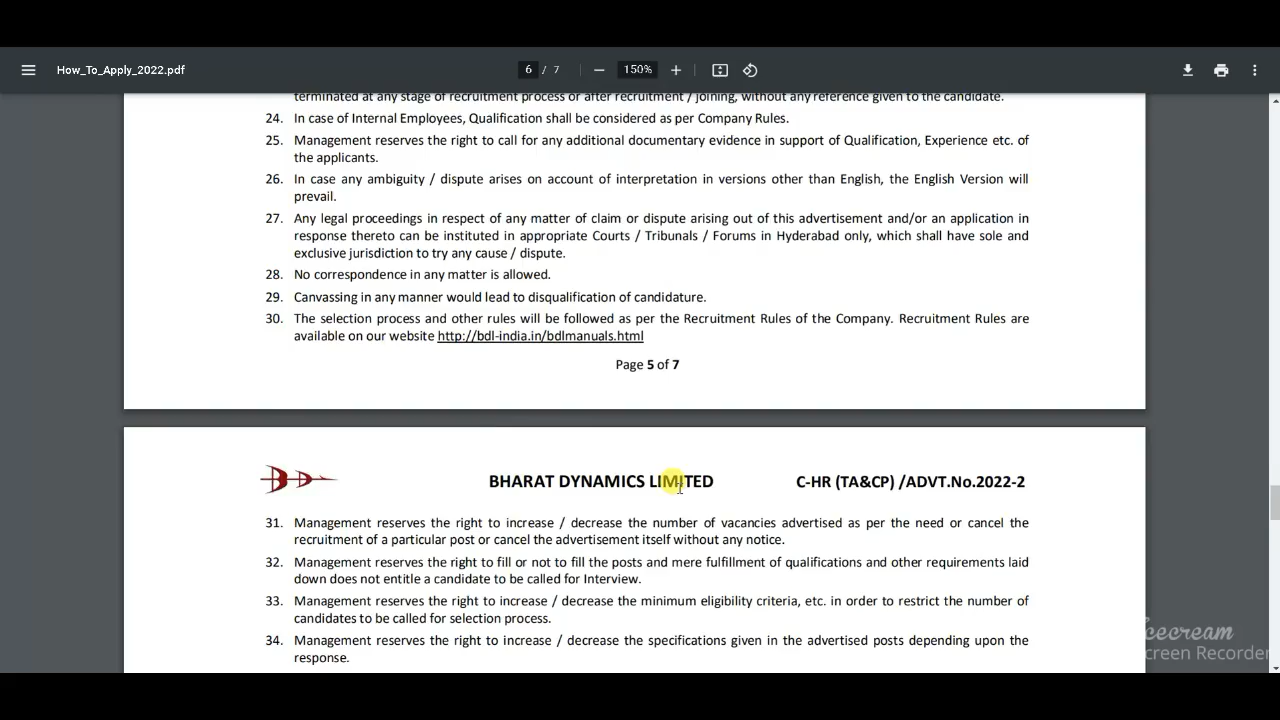 How_To_Apply_2022.pdf
6 / 7
150%
terminated at any stage of recruitment process or after recruitment / joining, without any reference given to the candidate.
24. In case of Internal Employees, Qualification shall be considered as per Company Rules.
25. Management reserves the right to call for any additional documentary evidence in support of Qualification, Experience etc. of
the applicants.
26. In case any ambiguity / dispute arises on account of interpretation in versions other than English, the English Version will
prevail.
27. Any legal proceedings in respect of any matter of claim or dispute arising out of this advertisement and/or an application in
response thereto can be instituted in appropriate Courts / Tribunals / Forums in Hyderabad only, which shall have sole and
exclusive jurisdiction to try any cause / dispute.
28. No correspondence in any matter is allowed.
29. Canvassing in any manner would lead to disqualification of candidature.
30. The selection process and other rules will be followed as per the Recruitment Rules of the Company. Recruitment Rules are
available on our website http://bdl-india.in/bdlmanuals.html
Page 5 of 7
BHARAT DYNAMICS LIMITED C-HR (TA&CP) /ADVT.No.2022-2
31. Management reserves the right to increase / decrease the number of vacancies advertised as per the need or cancel the
recruitment of a particular post or cancel the advertisement itself without any notice.
32. Management reserves the right to fill or not to fill the posts and mere fulfillment of qualifications and other requirements laid
down does not entitle a candidate to be called for Interview.
33. Management reserves the right to increase / decrease the minimum eligibility criteria, etc. in order to restrict the number of
candidates to be called for selection process.
34. Management reserves the right to increase / decrease the specifications given in the advertised posts depending upon the
response.
Icecream
Screen Recorder